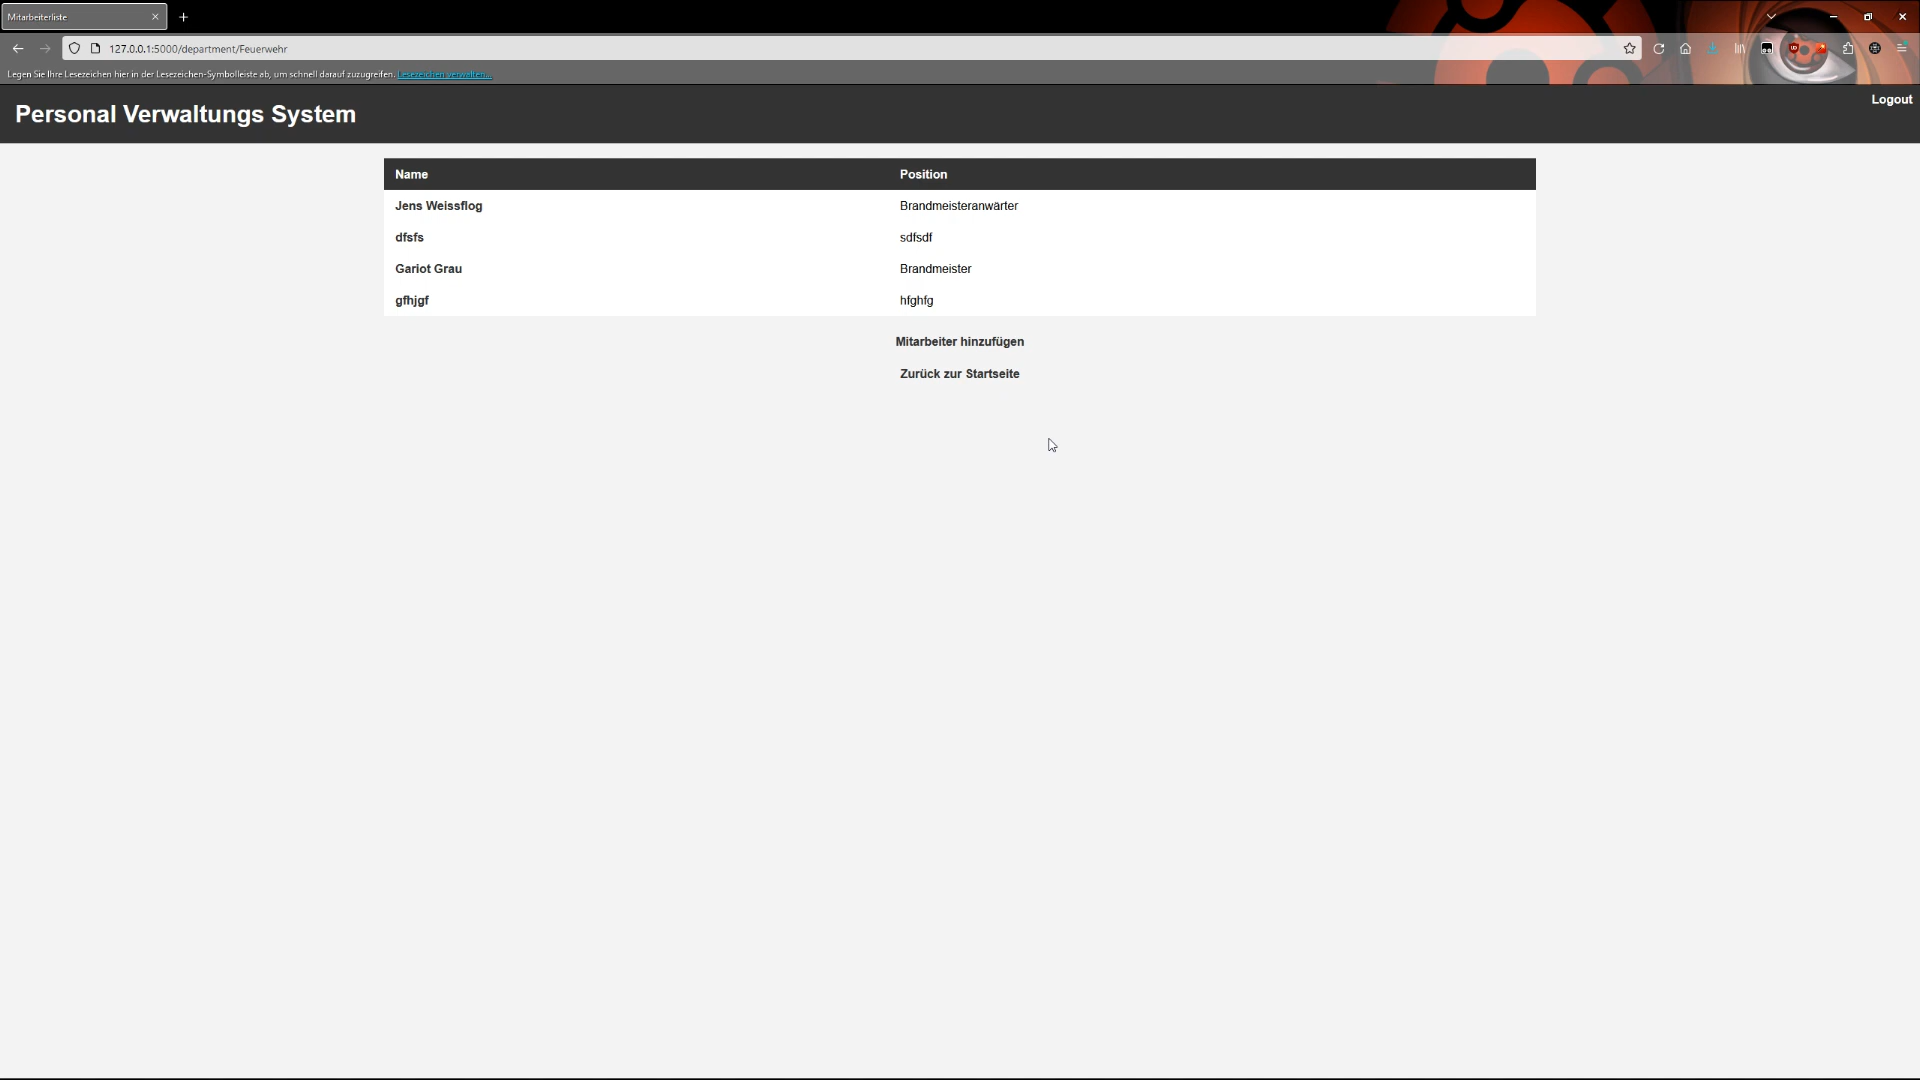 Mitarbeiterliste
127.0.0.1:5000/department/Feuerwehr
Legen Sie Ihre Lesezeichen hier in der Lesezeichen-Symbolleiste ab, um schnell darauf zuzugreifen. Lesezeichen verwalten...
Personal Verwaltungs System
Logout
Name Position
Jens Weissflog Brandmeisteranwärter
dfsfs sdfsdf
Gariot Grau Brandmeister
gfhjgf hfghfg
Mitarbeiter hinzufügen
Zurück zur Startseite